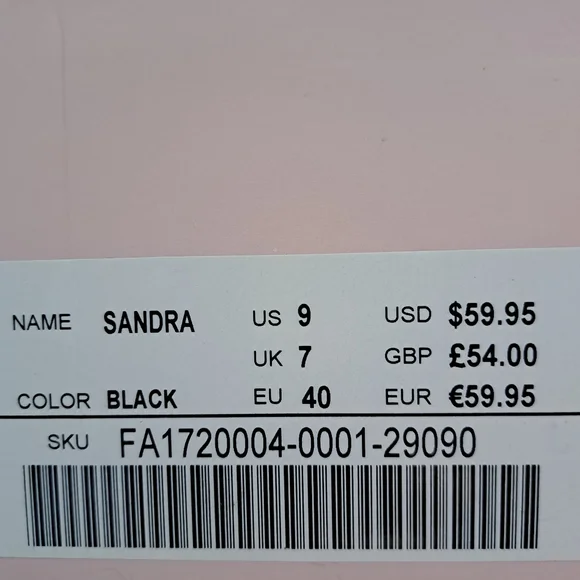 NAME SANDRA US 9 USD $59.95
UK 7 GBP £54.00
COLOR BLACK EU 40 EUR €59.95
SKU FA1720004-0001-29090